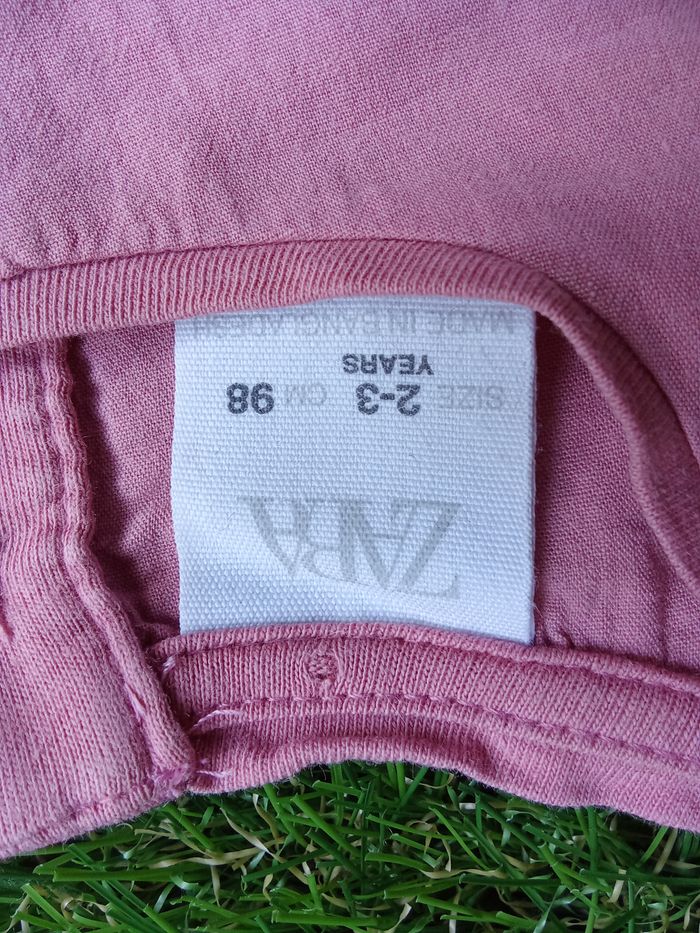 ZARA
SIZE 2-3 CM 98
YEARS
MADE IN BANGLADESH